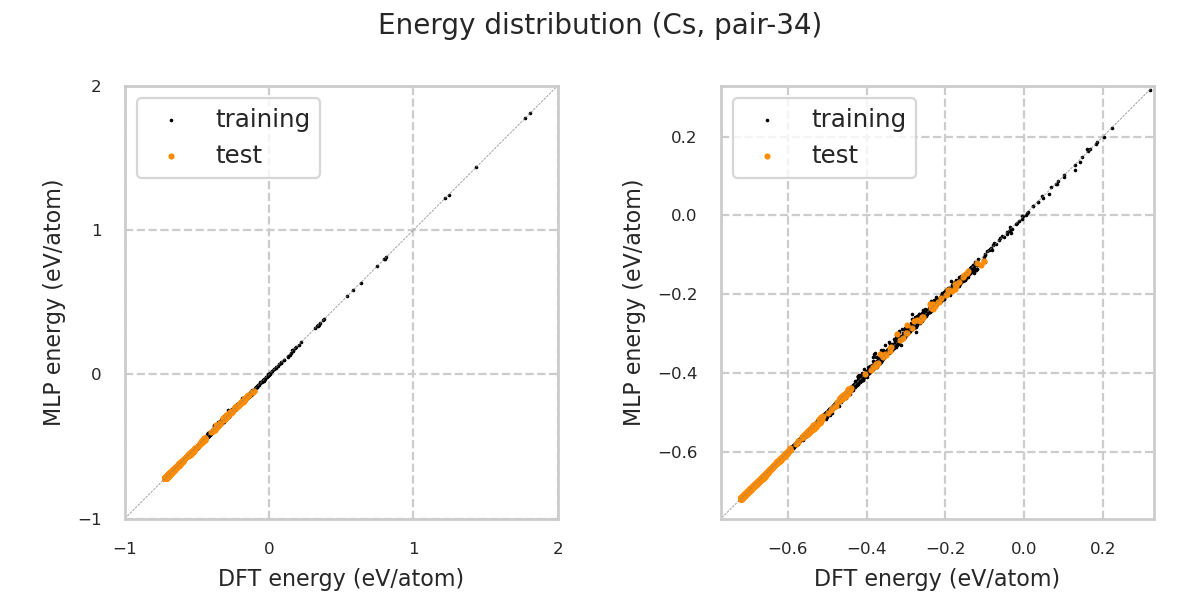 Energy distribution (Cs, pair-34)
training
test
2
1
0
−1
−1
0
1
2
MLP energy (eV/atom)
DFT energy (eV/atom)
training
test
0.2
0.0
−0.2
−0.4
−0.6
−0.6
−0.4
−0.2
0.0
0.2
MLP energy (eV/atom)
DFT energy (eV/atom)